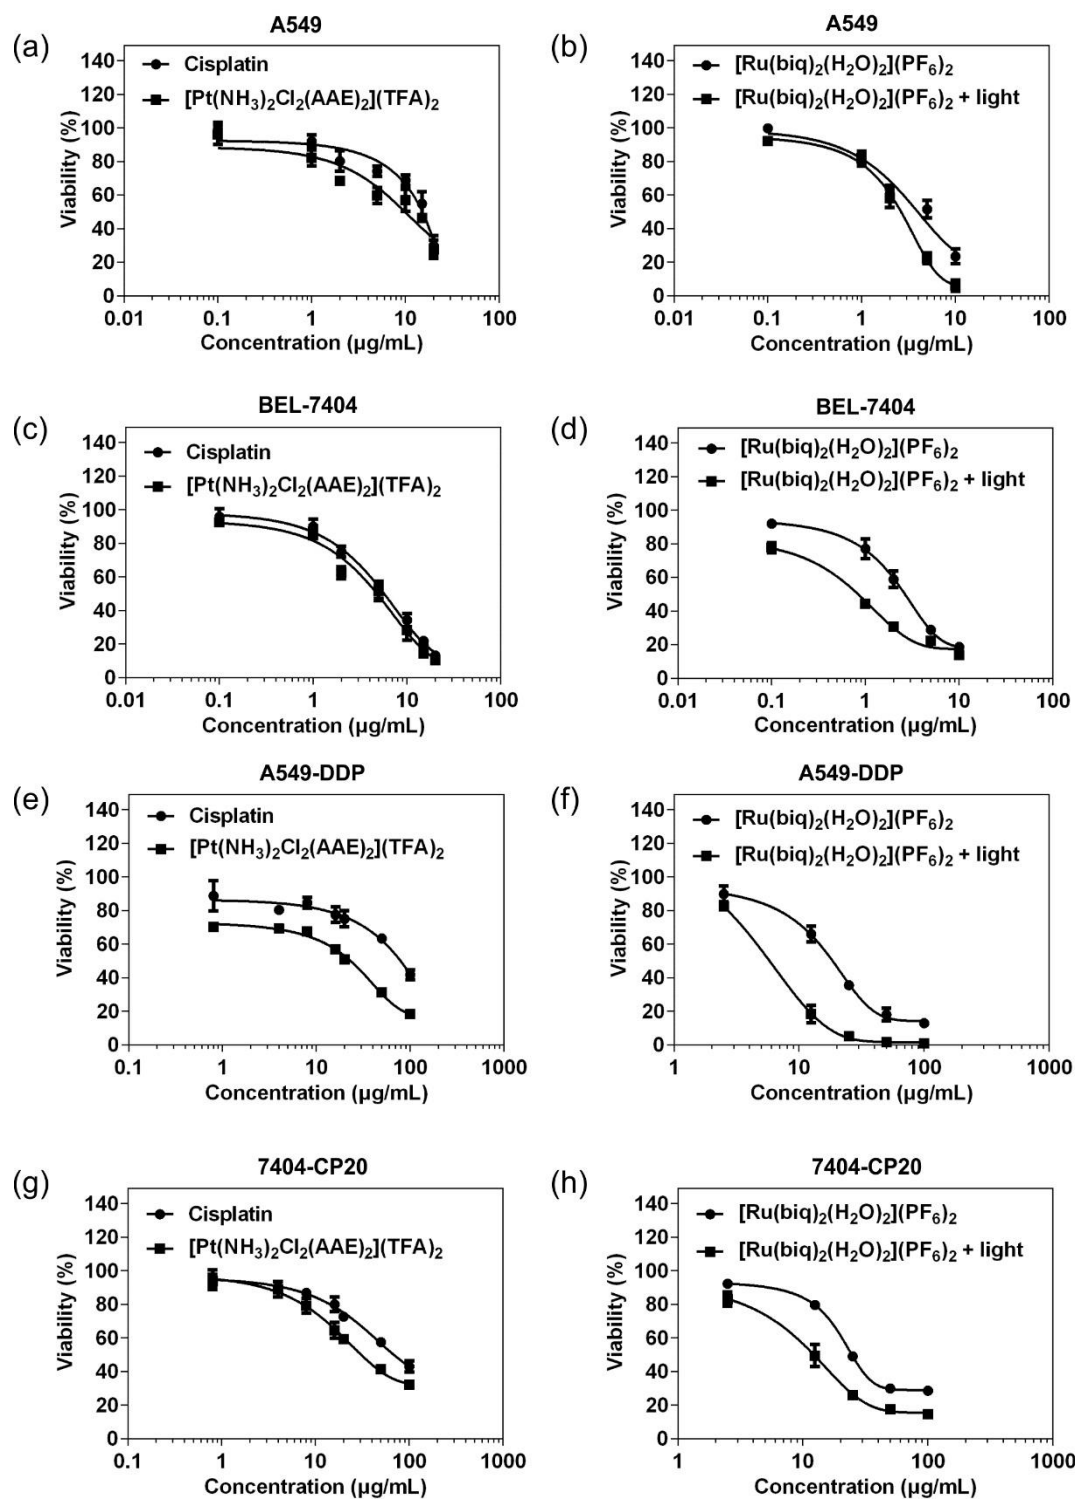 (a)
A549
Viability (%)
140
120
100
80
60
40
20
0
Cisplatin
[Pt(NH₃)₂Cl₂(AAE)₂](TFA)₂
0.01 0.1 1 10 100
Concentration (µg/mL)
(b)
A549
Viability (%)
140
120
100
80
60
40
20
0
[Ru(biq)₂(H₂O)₂](PF₆)₂
[Ru(biq)₂(H₂O)₂](PF₆)₂ + light
0.01 0.1 1 10 100
Concentration (µg/mL)
(c)
BEL-7404
Viability (%)
140
120
100
80
60
40
20
0
Cisplatin
[Pt(NH₃)₂Cl₂(AAE)₂](TFA)₂
0.01 0.1 1 10 100
Concentration (µg/mL)
(d)
BEL-7404
Viability (%)
140
120
100
80
60
40
20
0
[Ru(biq)₂(H₂O)₂](PF₆)₂
[Ru(biq)₂(H₂O)₂](PF₆)₂ + light
0.01 0.1 1 10 100
Concentration (µg/mL)
(e)
A549-DDP
Viability (%)
140
120
100
80
60
40
20
0
Cisplatin
[Pt(NH₃)₂Cl₂(AAE)₂](TFA)₂
0.1 1 10 100 1000
Concentration (µg/mL)
(f)
A549-DDP
Viability (%)
140
120
100
80
60
40
20
0
[Ru(biq)₂(H₂O)₂](PF₆)₂
[Ru(biq)₂(H₂O)₂](PF₆)₂ + light
1 10 100 1000
Concentration (µg/mL)
(g)
7404-CP20
Viability (%)
140
120
100
80
60
40
20
0
Cisplatin
[Pt(NH₃)₂Cl₂(AAE)₂](TFA)₂
0.1 1 10 100 1000
Concentration (µg/mL)
(h)
7404-CP20
Viability (%)
140
120
100
80
60
40
20
0
[Ru(biq)₂(H₂O)₂](PF₆)₂
[Ru(biq)₂(H₂O)₂](PF₆)₂ + light
1 10 100 1000
Concentration (µg/mL)